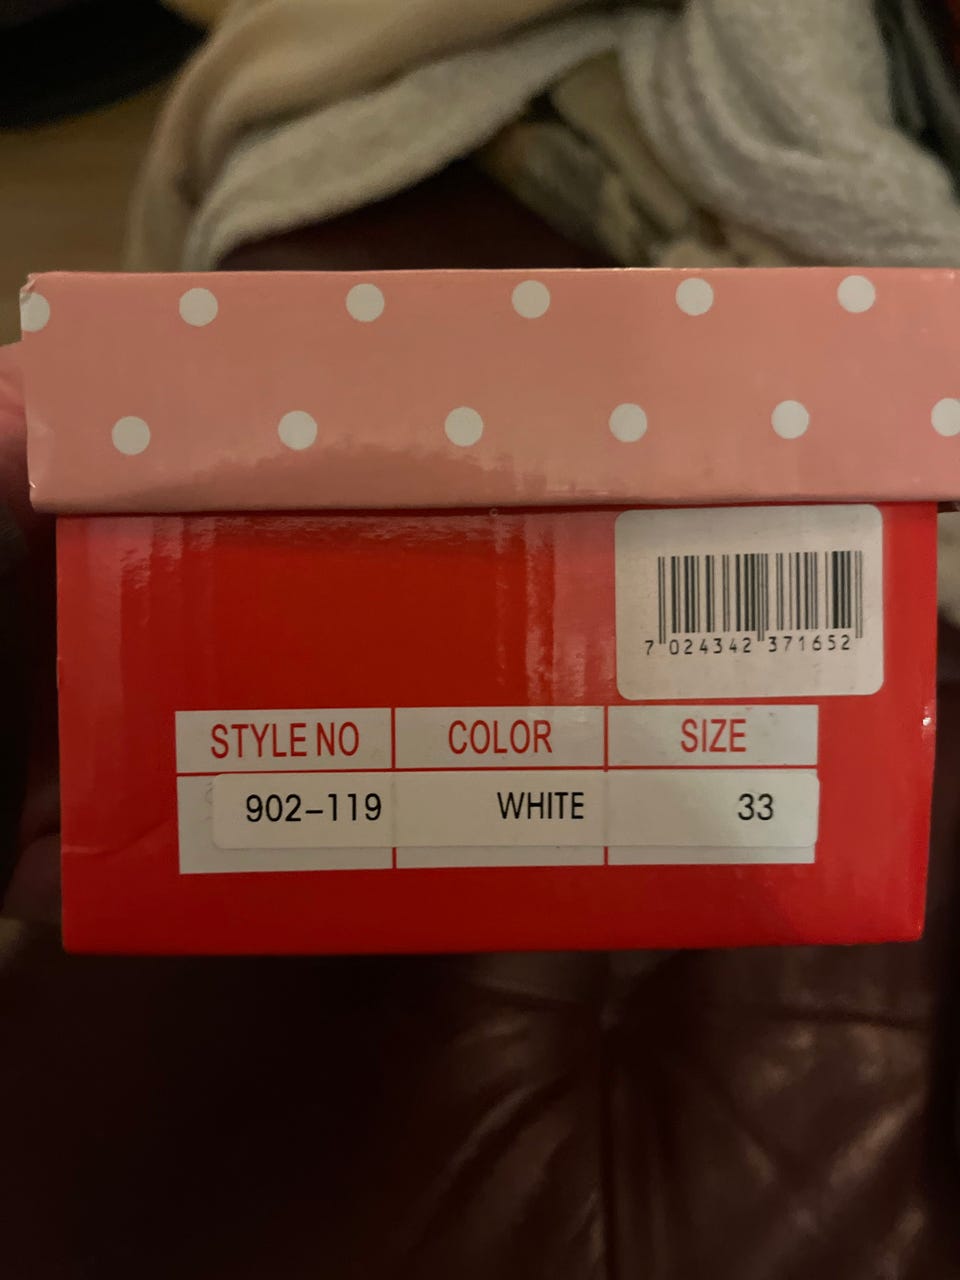 7 024342 371652
STYLE NO COLOR SIZE
902-119 WHITE 33